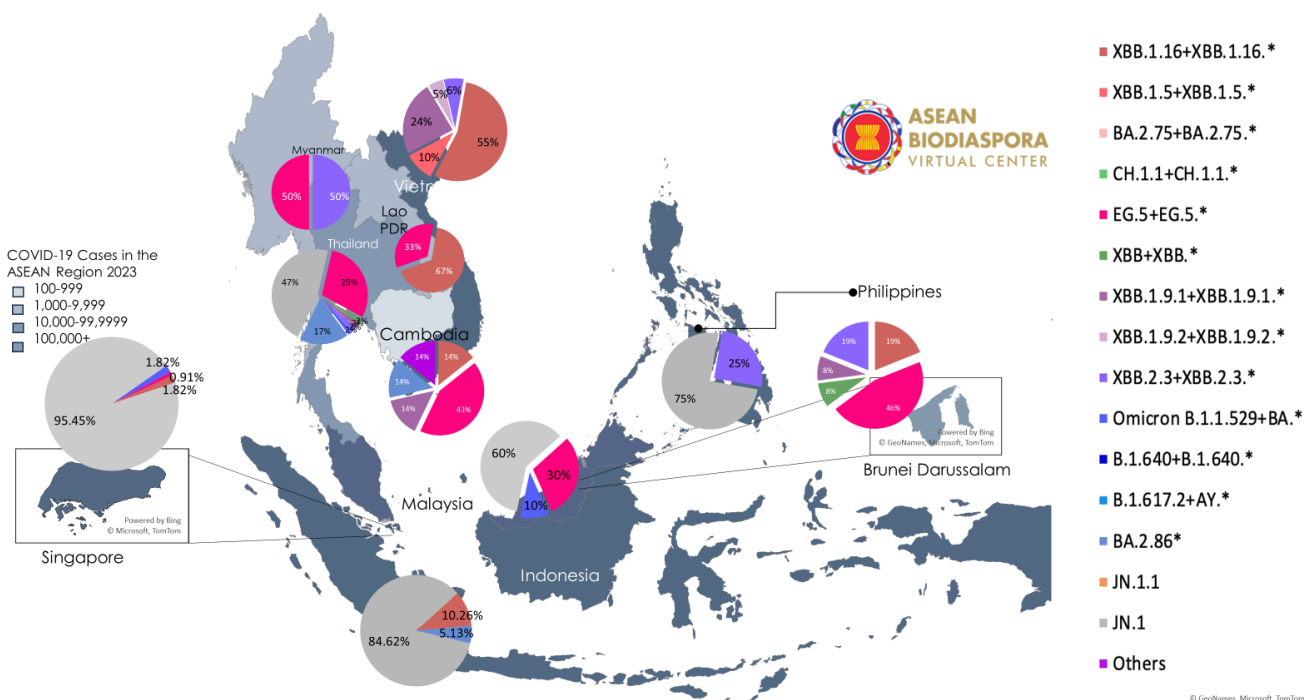 COVID-19 Cases in the
ASEAN Region 2023
100-999
1,000-9,999
10,000-99,9999
100,000+
Myanmar
50%
50%
5%
6%
24%
10%
55%
Vietn
Lao
PDR
33%
67%
Thailand
47%
29%
17%
Cambodia
14%
14%
14%
14%
43%
95.45%
1.82%
0.91%
1.82%
Powered by Bing
© Microsoft, TomTom
Singapore
Malaysia
60%
30%
10%
Philippines
25%
75%
19%
19%
8%
8%
46%
Powered by Bing
© GeoNames, Microsoft, TomTom
Brunei Darussalam
Indonesia
10.26%
5.13%
84.62%
ASEAN
BIODIASPORA
VIRTUAL CENTER
XBB.1.16+XBB.1.16.*
XBB.1.5+XBB.1.5.*
BA.2.75+BA.2.75.*
CH.1.1+CH.1.1.*
EG.5+EG.5.*
XBB+XBB.*
XBB.1.9.1+XBB.1.9.1.*
XBB.1.9.2+XBB.1.9.2.*
XBB.2.3+XBB.2.3.*
Omicron B.1.1.529+BA.*
B.1.640+B.1.640.*
B.1.617.2+AY.*
BA.2.86*
JN.1.1
JN.1
Others
© GeoNames, Microsoft, TomTom